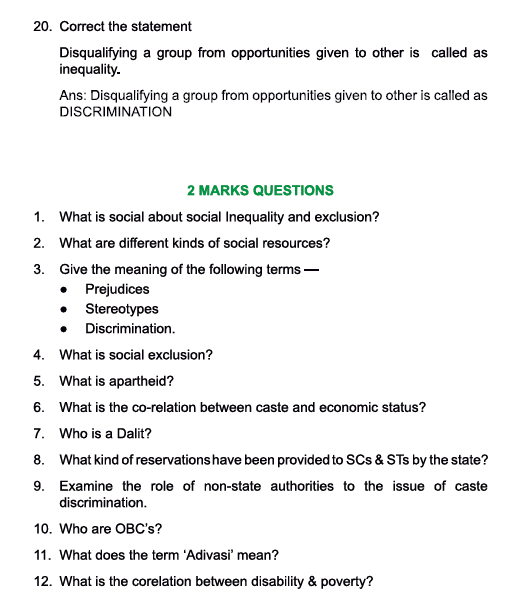 20. Correct the statement
Disqualifying a group from opportunities given to other is called as
inequality.
Ans: Disqualifying a group from opportunities given to other is called as
DISCRIMINATION
2 MARKS QUESTIONS
1. What is social about social Inequality and exclusion?
2. What are different kinds of social resources?
3. Give the meaning of the following terms —
• Prejudices
• Stereotypes
• Discrimination.
4. What is social exclusion?
5. What is apartheid?
6. What is the co-relation between caste and economic status?
7. Who is a Dalit?
8. What kind of reservations have been provided to SCs & STs by the state?
9. Examine the role of non-state authorities to the issue of caste
discrimination.
10. Who are OBC's?
11. What does the term 'Adivasi' mean?
12. What is the corelation between disability & poverty?